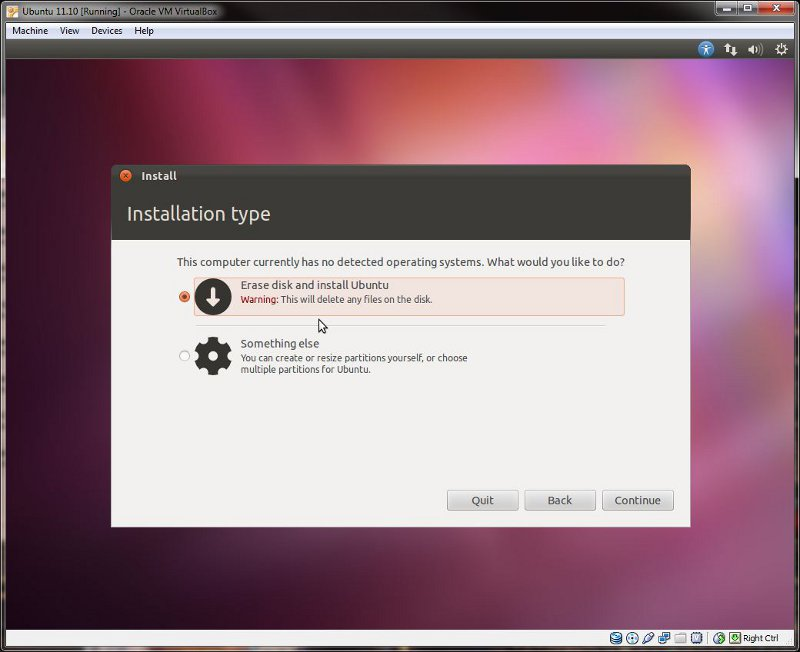 Ubuntu 11.10 [Running] - Oracle VM VirtualBox
Machine View Devices Help
Install
Installation type
This computer currently has no detected operating systems. What would you like to do?
Erase disk and install Ubuntu
Warning: This will delete any files on the disk.
Something else
You can create or resize partitions yourself, or choose
multiple partitions for Ubuntu.
Quit Back Continue
Right Ctrl